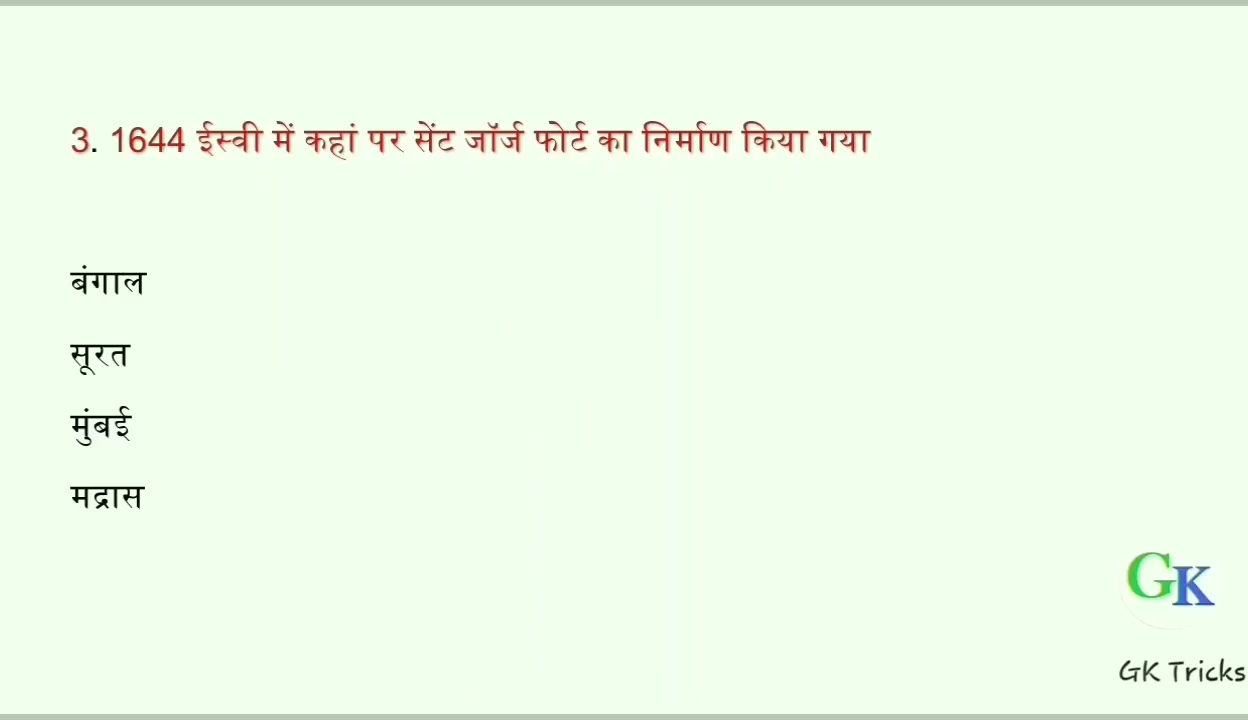 3. 1644 ईस्वी में कहां पर सेंट जॉर्ज फोर्ट का निर्माण किया गया
बंगाल
सूरत
मुंबई
मद्रास
GK
GK Tricks